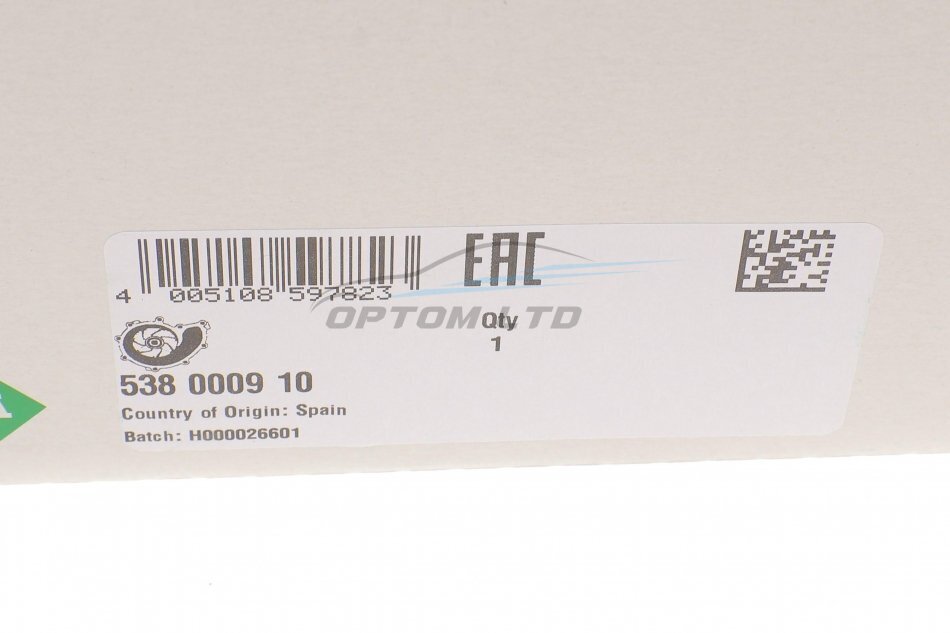 EAC
4 005108 597823
OPTOM LTD
Qty
1
538 0009 10
Country of Origin: Spain
Batch: H000026601
A